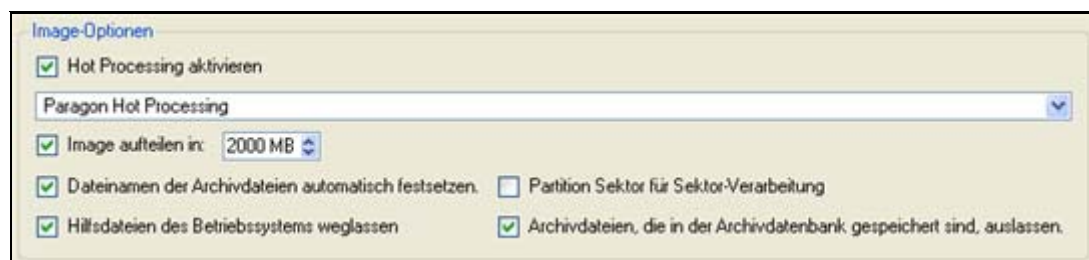 Image-Optionen
Hot Processing aktivieren
Paragon Hot Processing
Image aufteilen in: 2000 MB
Dateinamen der Archivdateien automatisch festsetzen. Partition Sektor für Sektor-Verarbeitung
Hilfsdateien des Betriebssystems weglassen Archivdateien, die in der Archivdatenbank gespeichert sind, auslassen.